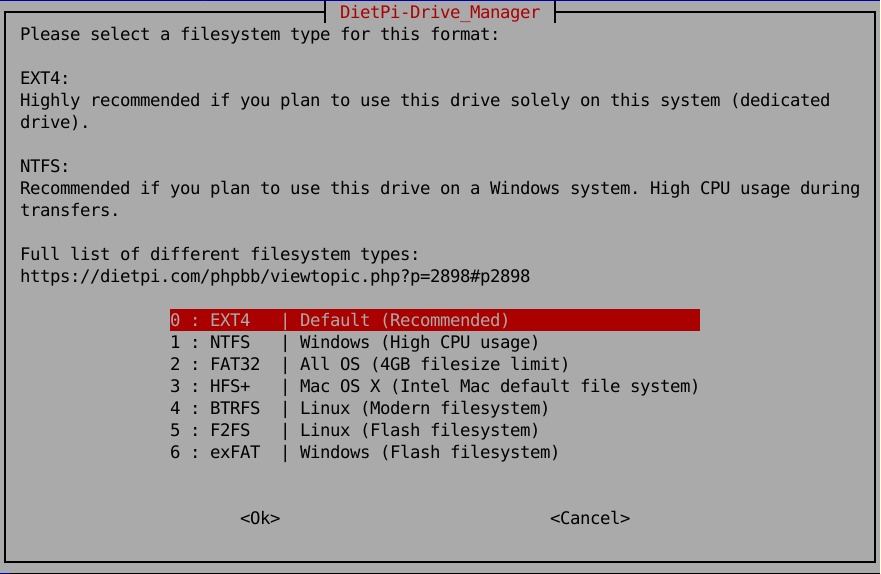 DietPi-Drive_Manager
Please select a filesystem type for this format:
EXT4:
Highly recommended if you plan to use this drive solely on this system (dedicated
drive).
NTFS:
Recommended if you plan to use this drive on a Windows system. High CPU usage during
transfers.
Full list of different filesystem types:
https://dietpi.com/phpbb/viewtopic.php?p=2898#p2898
0 : EXT4   | Default (Recommended)
1 : NTFS   | Windows (High CPU usage)
2 : FAT32  | All OS (4GB filesize limit)
3 : HFS+   | Mac OS X (Intel Mac default file system)
4 : BTRFS  | Linux (Modern filesystem)
5 : F2FS   | Linux (Flash filesystem)
6 : exFAT  | Windows (Flash filesystem)
<Ok> <Cancel>